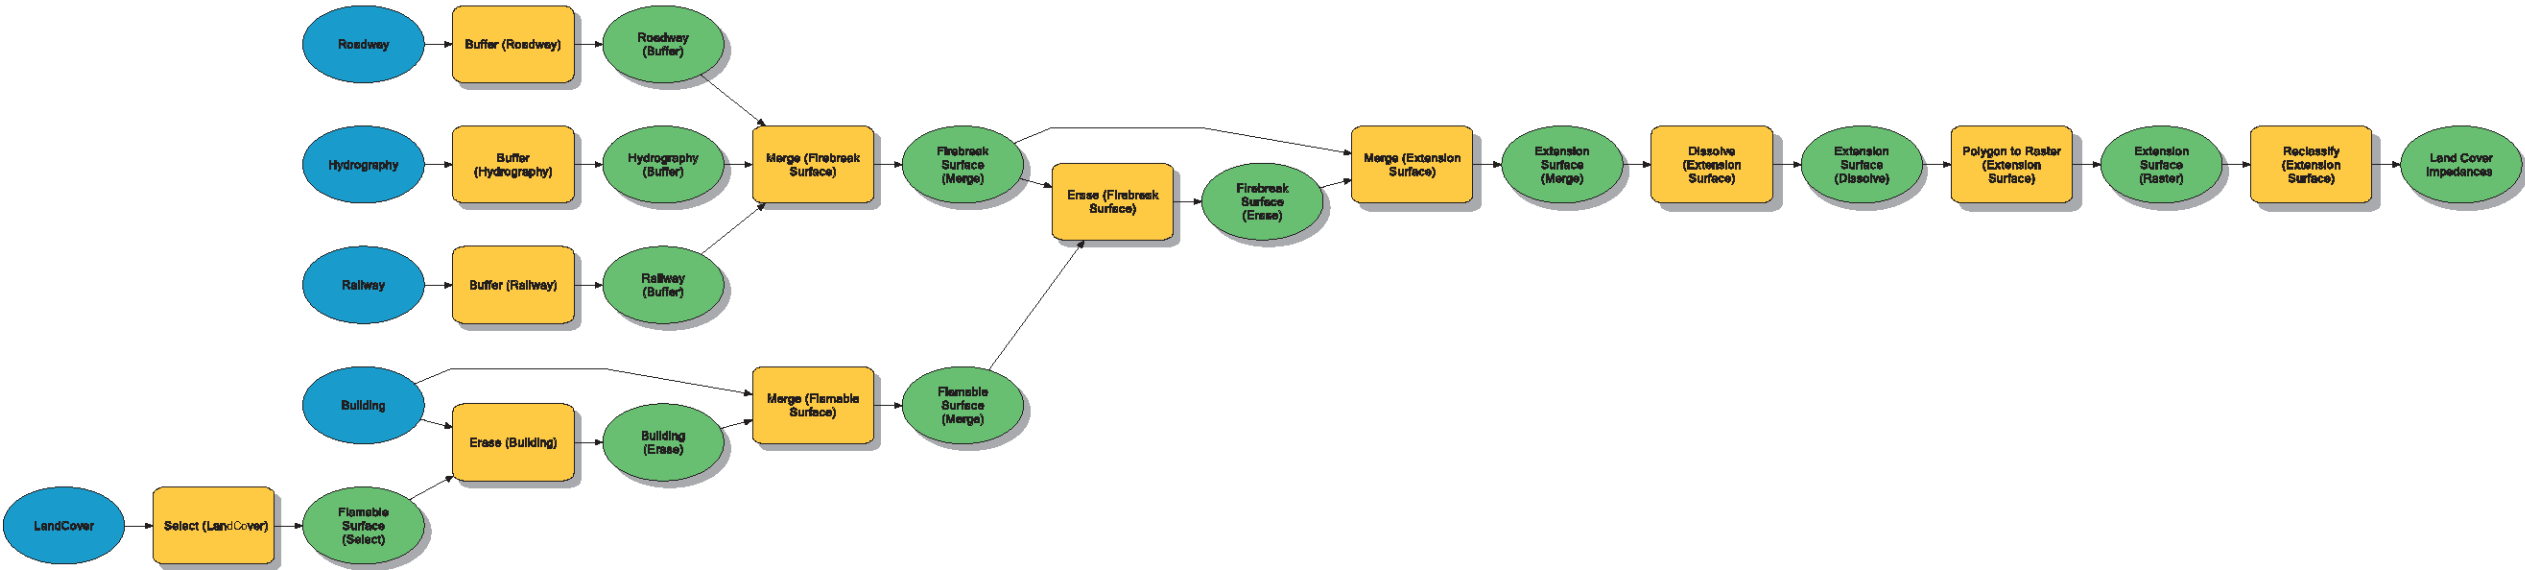 Roadway
Buffer (Roadway)
Roadway
(Buffer)
Hydrography
Buffer
(Hydrography)
Hydrography
(Buffer)
Merge (Firebreak
Surface)
Firebreak
Surface
(Merge)
Erase (Firebreak
Surface)
Firebreak
Surface
(Erase)
Merge (Extension
Surface)
Extension
Surface
(Merge)
Dissolve
(Extension
Surface)
Extension
Surface
(Dissolve)
Polygon to Raster
(Extension
Surface)
Extension
Surface
(Raster)
Reclassify
(Extension
Surface)
Land Cover
Impedances
Railway
Buffer (Railway)
Railway
(Buffer)
Building
Erase (Building)
Building
(Erase)
Merge (Flamable
Surface)
Flamable
Surface
(Merge)
LandCover
Select (LandCover)
Flamable
Surface
(Select)